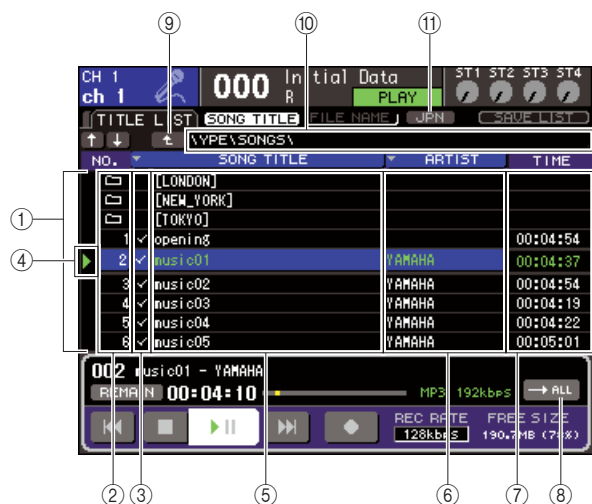 ⑨ ⑩ ⑪
CH 1 000 Initial Data ST1 ST2 ST3 ST4
ch 1 R PLAY
TITLE LIST SONG TITLE FILE NAME JPN SAVE LIST
\YPE\SONGS\
NO. SONG TITLE ARTIST TIME
[LONDON]
[NEW_YORK]
[TOKYO]
1 opening 00:04:54
2 music01 YAMAHA 00:04:37
3 music02 YAMAHA 00:04:54
4 music03 YAMAHA 00:04:19
5 music04 YAMAHA 00:04:22
6 music05 YAMAHA 00:05:01
①
④
002 music01 - YAMAHA
REMAIN 00:04:10 MP3 192kbps → ALL
REC RATE FREE SIZE
128kbps 190.7MB (78%)
② ③ ⑤ ⑥ ⑦ ⑧